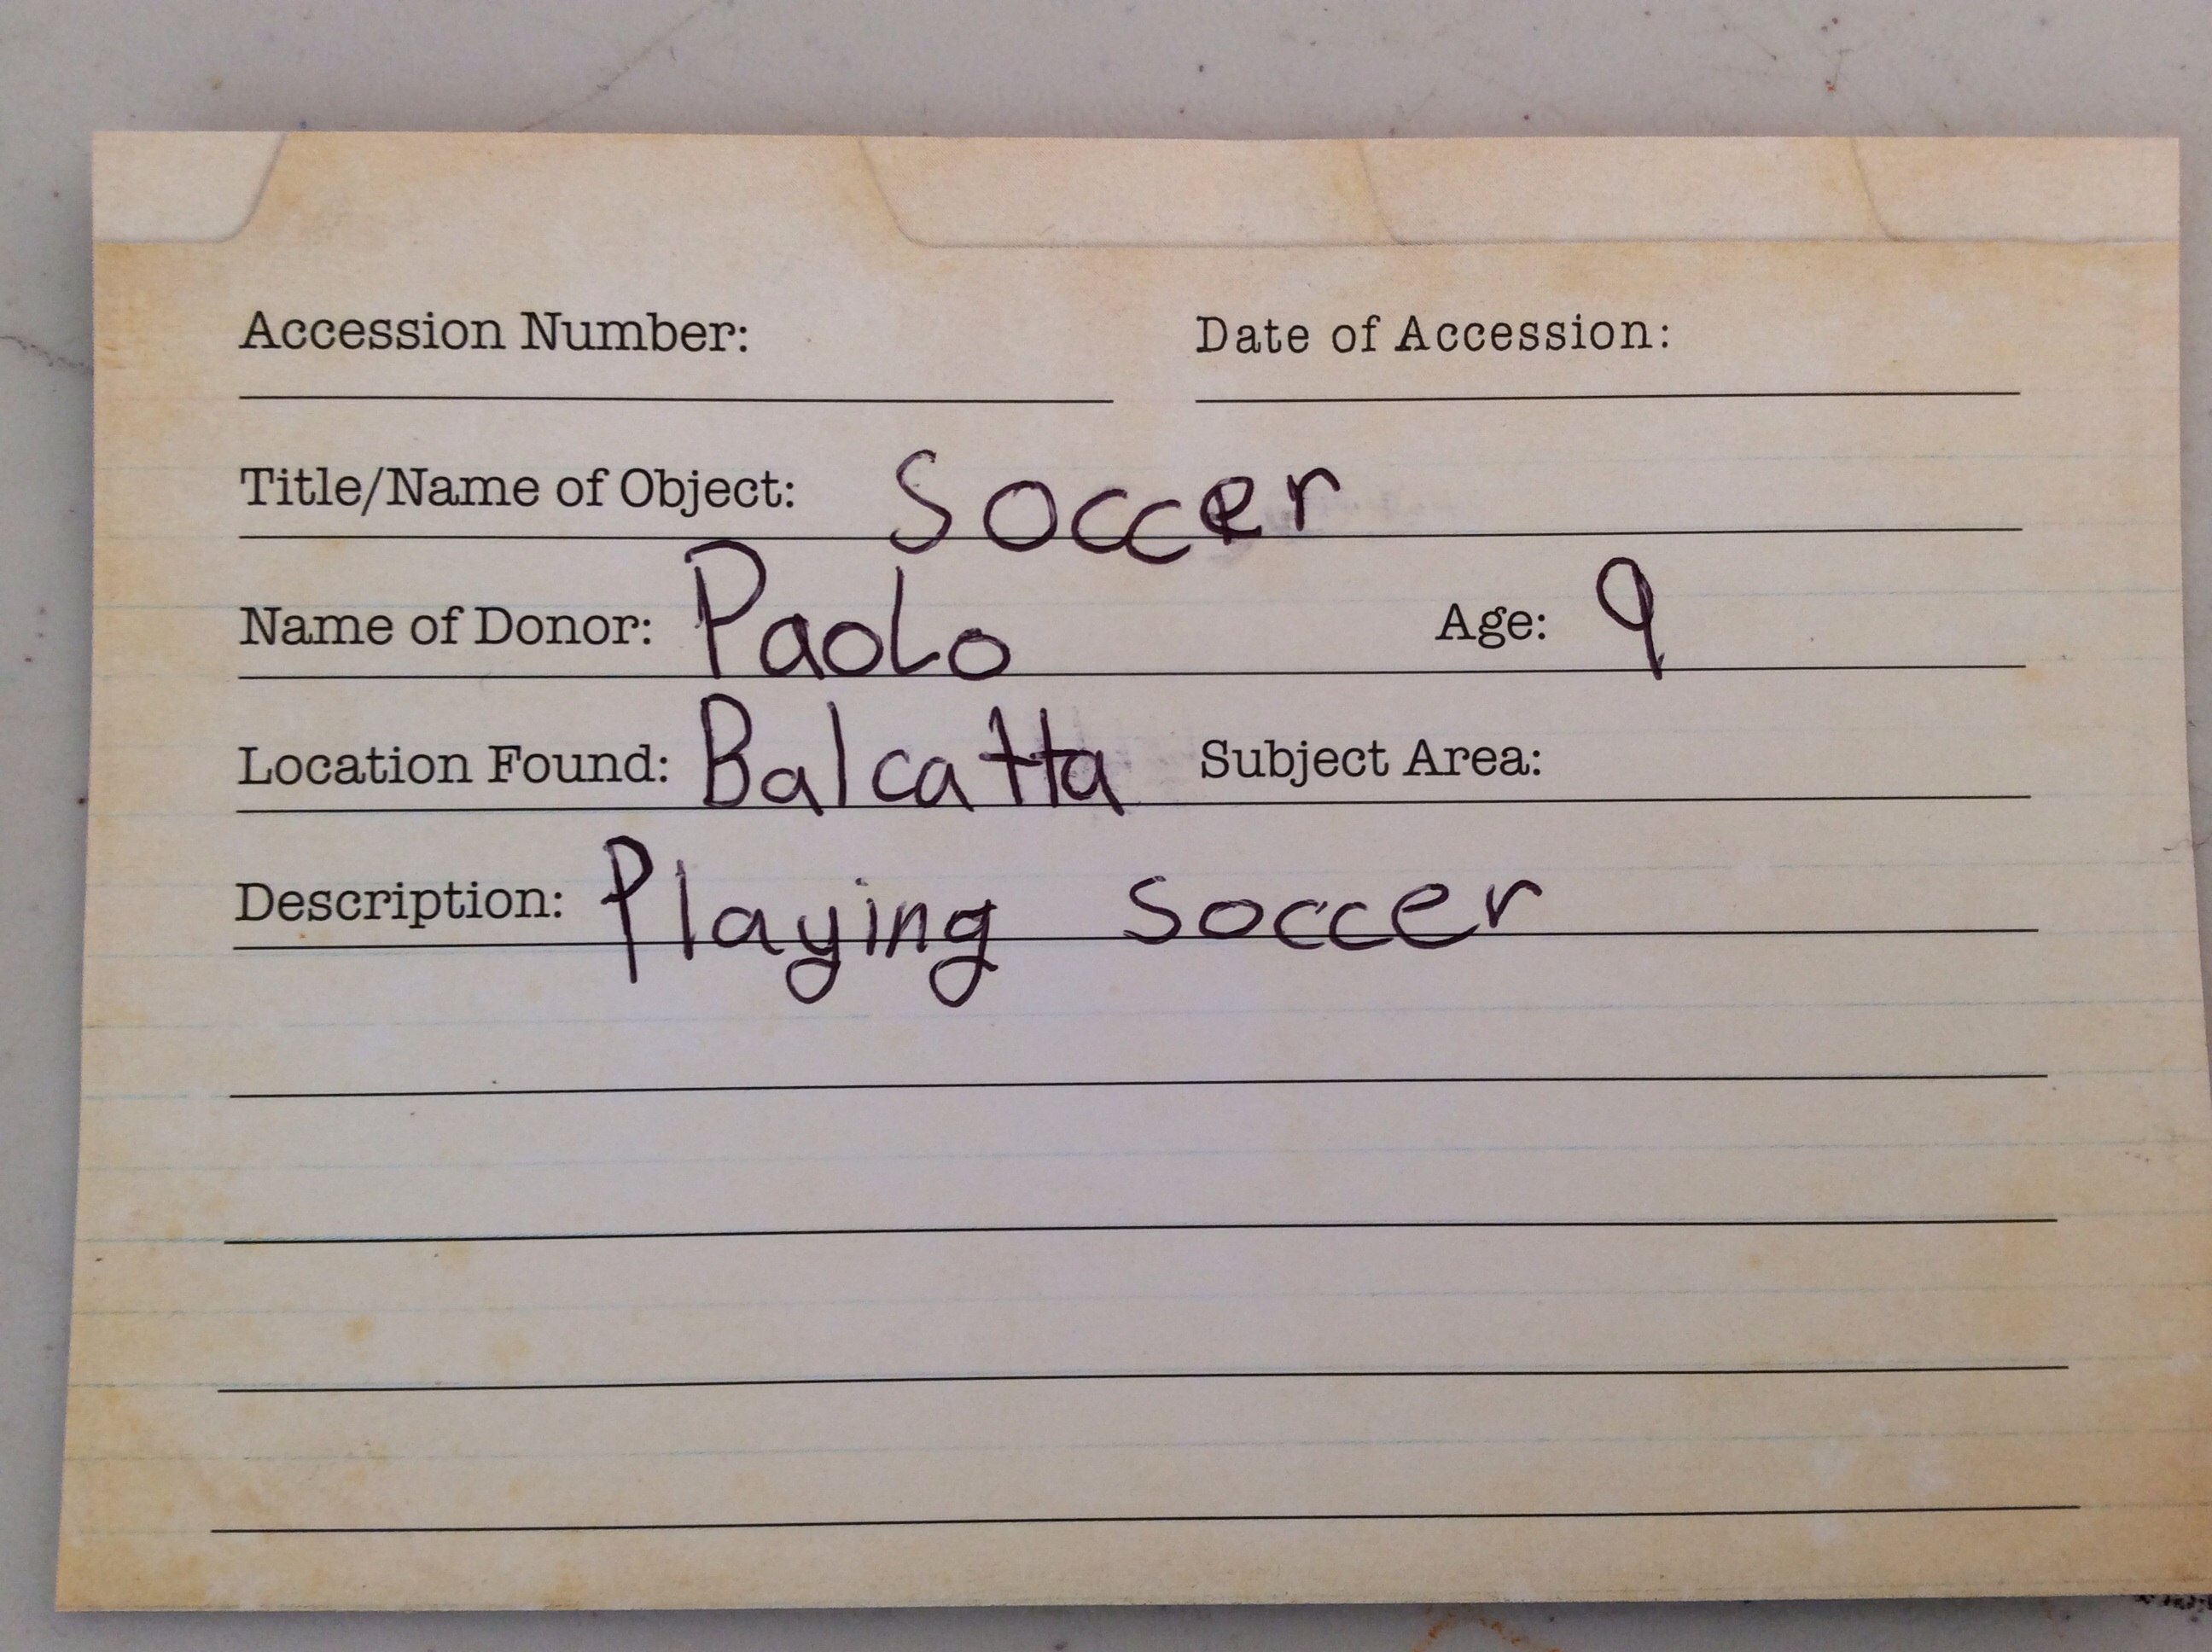 Accession Number: Date of Accession:
Title/Name of Object: Soccer
Name of Donor: Paolo Age: 9
Location Found: Balcatta Subject Area:
Description: Playing soccer